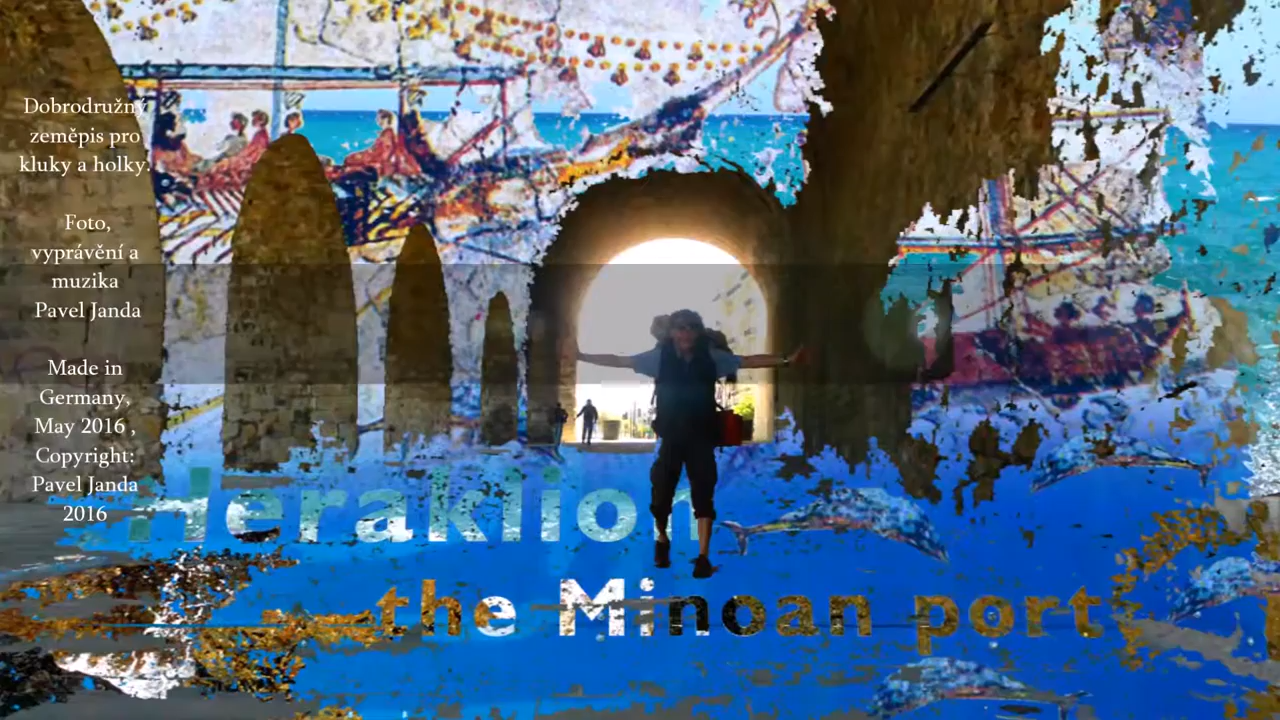 Dobrodružný
zeměpis pro
kluky a holky.
Foto,
vyprávění a
muzika
Pavel Janda
Made in
Germany,
May 2016 ,
Copyright:
Pavel Janda
2016
Heraklion
the Minoan port